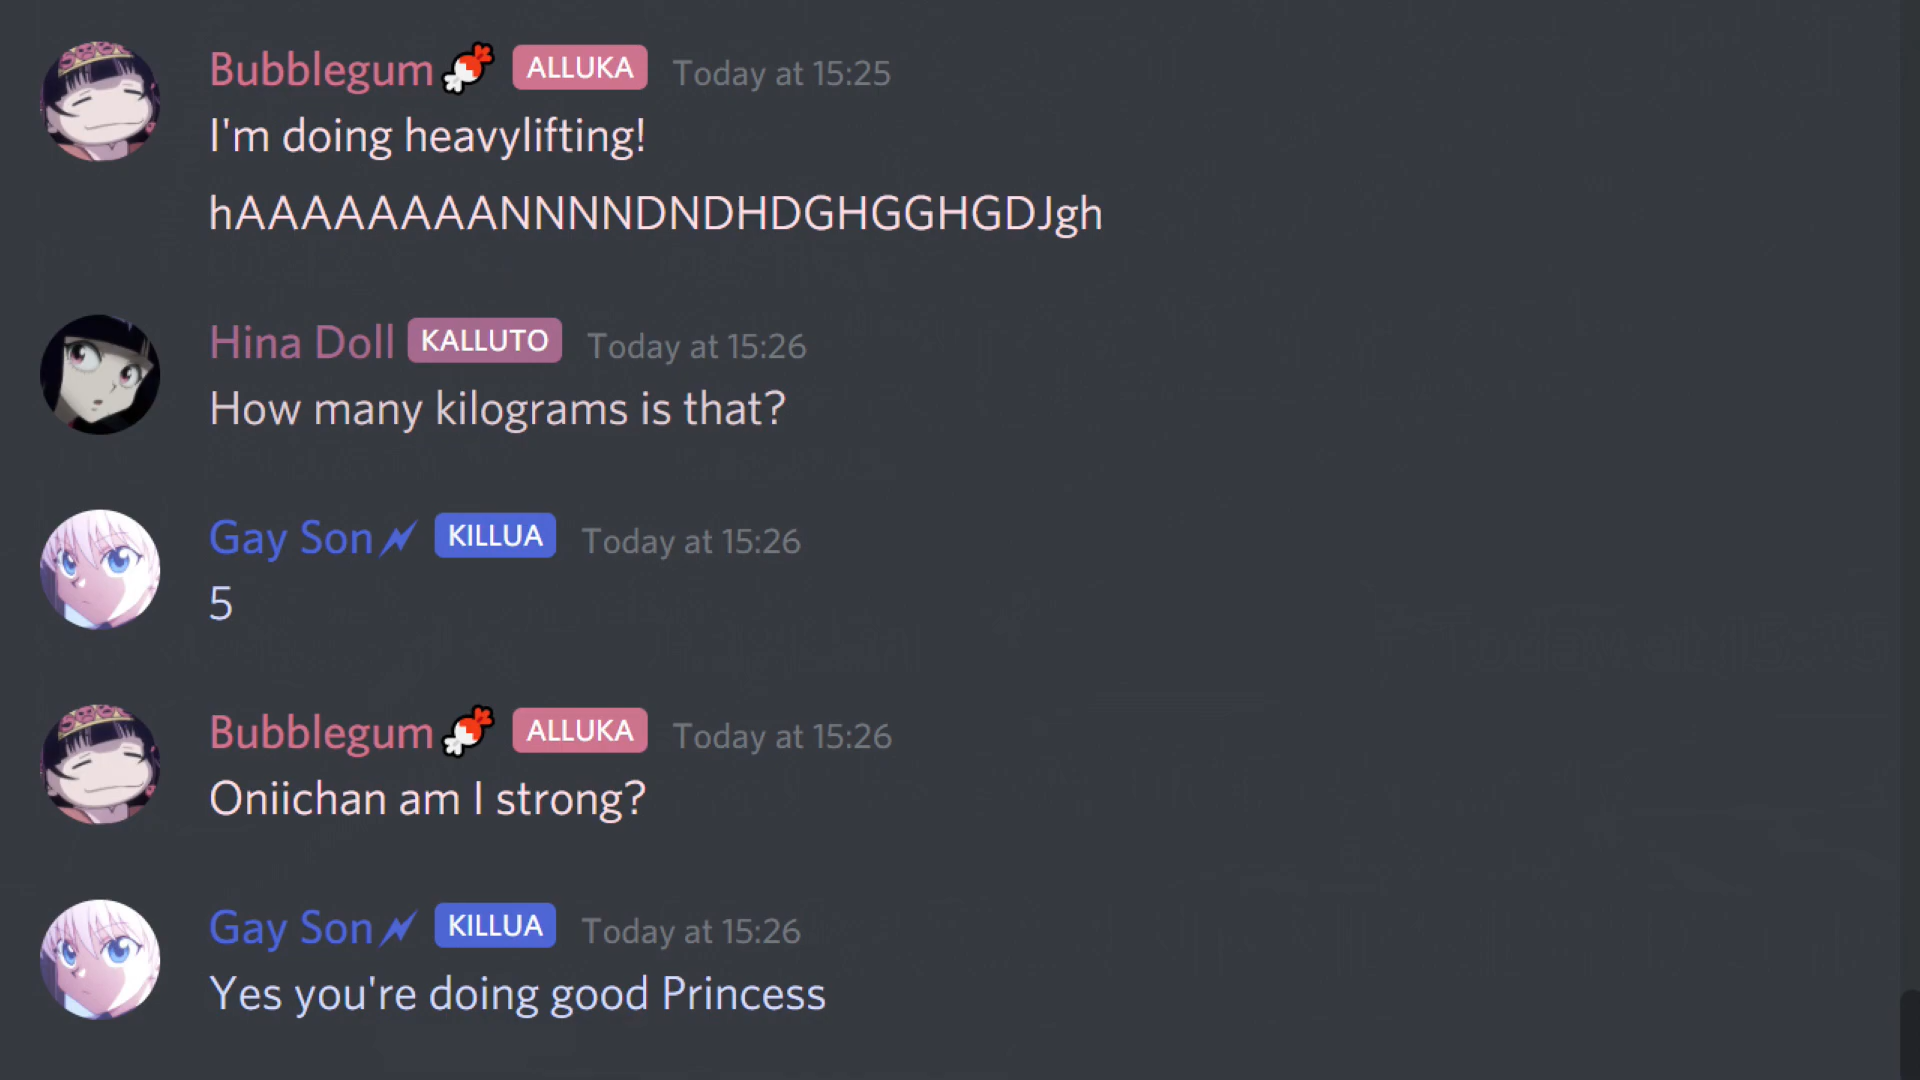 Bubblegum ALLUKA Today at 15:25
I'm doing heavylifting!
hAAAAAAAANNNNDNDHDGHGGHGDJgh
Hina Doll KALLUTO Today at 15:26
How many kilograms is that?
Gay Son KILLUA Today at 15:26
5
Bubblegum ALLUKA Today at 15:26
Oniichan am I strong?
Gay Son KILLUA Today at 15:26
Yes you're doing good Princess